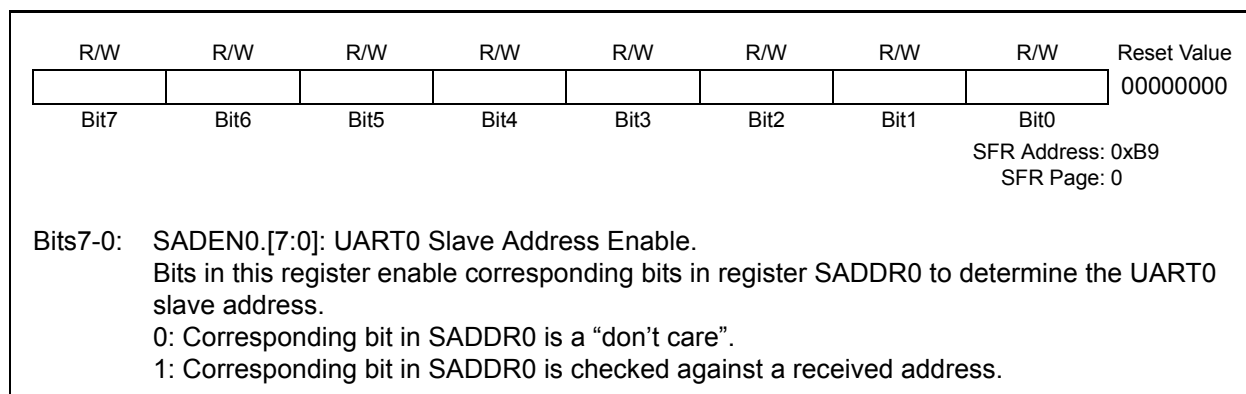 R/W R/W R/W R/W R/W R/W R/W R/W Reset Value
00000000
Bit7 Bit6 Bit5 Bit4 Bit3 Bit2 Bit1 Bit0
SFR Address: 0xB9
SFR Page: 0
Bits7-0: SADEN0.[7:0]: UART0 Slave Address Enable.
Bits in this register enable corresponding bits in register SADDR0 to determine the UART0
slave address.
0: Corresponding bit in SADDR0 is a “don’t care”.
1: Corresponding bit in SADDR0 is checked against a received address.